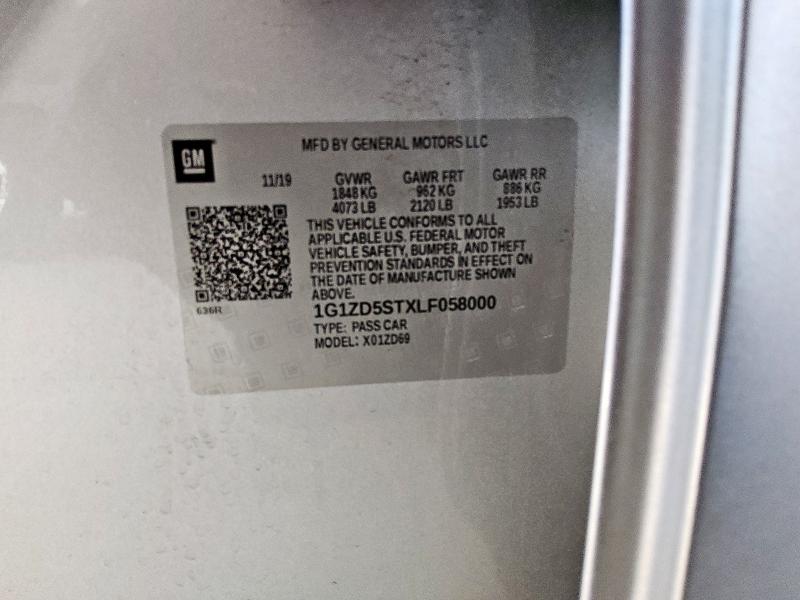 GM
MFD BY GENERAL MOTORS LLC
11/19 GVWR GAWR FRT GAWR RR
1848 KG 962 KG 886 KG
4073 LB 2120 LB 1953 LB
THIS VEHICLE CONFORMS TO ALL
APPLICABLE U.S. FEDERAL MOTOR
VEHICLE SAFETY, BUMPER, AND THEFT
PREVENTION STANDARDS IN EFFECT ON
THE DATE OF MANUFACTURE SHOWN
ABOVE.
636R
1G1ZD5STXLF058000
TYPE: PASS CAR
MODEL: X01ZD69